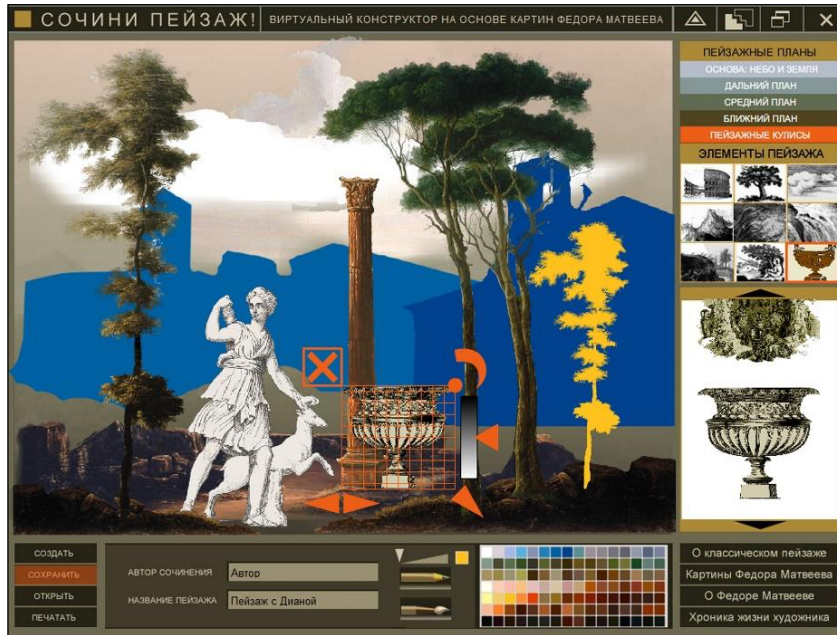 СОЧИНИ ПЕЙЗАЖ!
ВИРТУАЛЬНЫЙ КОНСТРУКТОР НА ОСНОВЕ КАРТИН ФЕДОРА МАТВЕЕВА
ПЕЙЗАЖНЫЕ ПЛАНЫ
ОСНОВА: НЕБО И ЗЕМЛЯ
ДАЛЬНИЙ ПЛАН
СРЕДНИЙ ПЛАН
БЛИЖНИЙ ПЛАН
ПЕЙЗАЖНЫЕ КУЛИСЫ
ЭЛЕМЕНТЫ ПЕЙЗАЖА
СОЗДАТЬ
СОХРАНИТЬ
ОТКРЫТЬ
ПЕЧАТАТЬ
АВТОР СОЧИНЕНИЯ
Автор
НАЗВАНИЕ ПЕЙЗАЖА
Пейзаж с Дианой
О классическом пейзаже
Картины Федора Матвеева
О Федоре Матвееве
Хроника жизни художника